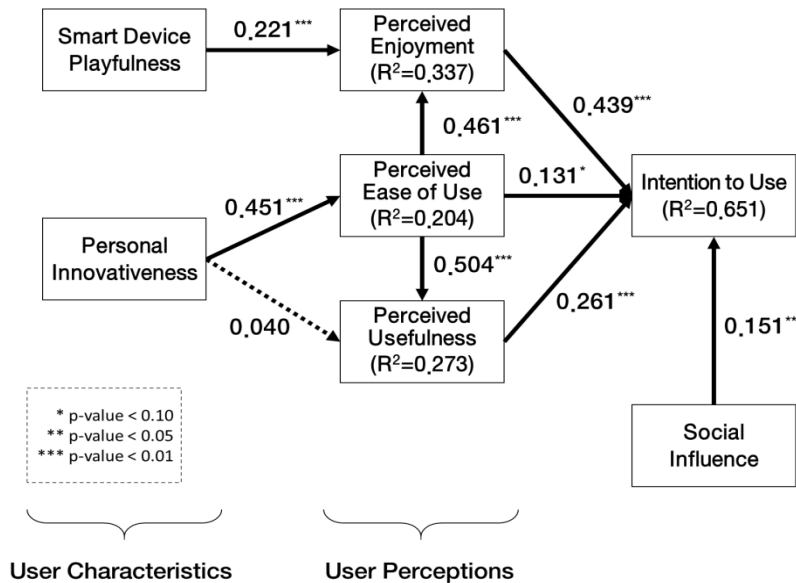 Smart Device
Playfulness
0.221***
Perceived
Enjoyment
(R²=0.337)
0.439***
0.461***
Perceived
Ease of Use
(R²=0.204)
0.131*
Intention to Use
(R²=0.651)
0.451***
Personal
Innovativeness
0.504***
0.261***
0.040
Perceived
Usefulness
(R²=0.273)
0.151**
* p-value < 0.10
** p-value < 0.05
*** p-value < 0.01
Social
Influence
User Characteristics
User Perceptions